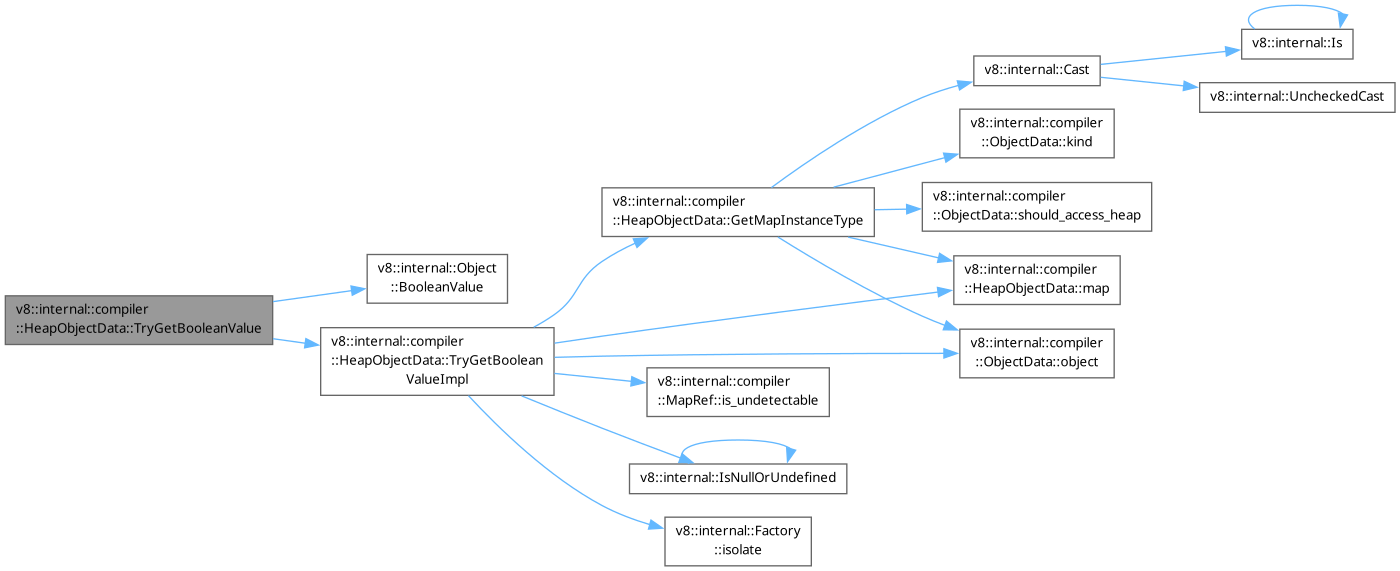 v8::internal::compiler
::HeapObjectData::TryGetBooleanValue
v8::internal::Object
::BooleanValue
v8::internal::compiler
::HeapObjectData::TryGetBoolean
ValueImpl
v8::internal::compiler
::HeapObjectData::GetMapInstanceType
v8::internal::Cast
v8::internal::Is
v8::internal::UncheckedCast
v8::internal::compiler
::ObjectData::kind
v8::internal::compiler
::ObjectData::should_access_heap
v8::internal::compiler
::HeapObjectData::map
v8::internal::compiler
::ObjectData::object
v8::internal::compiler
::MapRef::is_undetectable
v8::internal::IsNullOrUndefined
v8::internal::Factory
::isolate